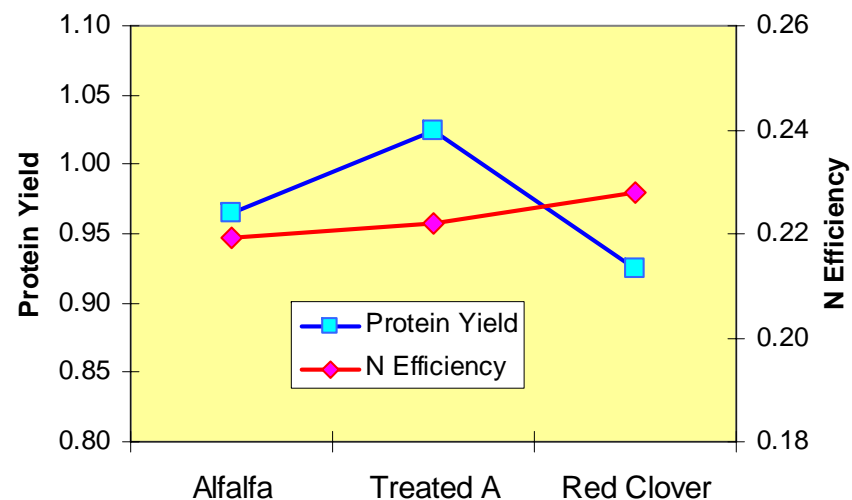 1.10
1.05
1.00
0.95
0.90
0.85
0.80
Protein Yield
0.26
0.24
0.22
0.20
0.18
N Efficiency
Protein Yield
N Efficiency
Alfalfa
Treated A
Red Clover